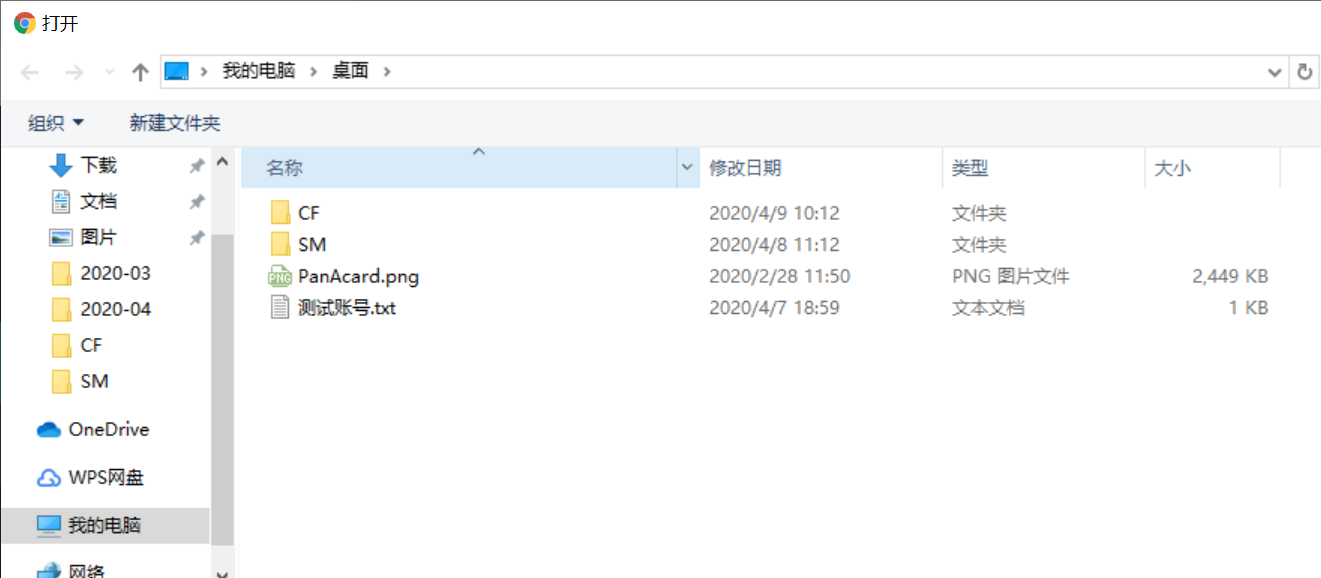 打开
我的电脑 桌面
组织 新建文件夹
下载
文档
图片
2020-03
2020-04
CF
SM
OneDrive
WPS网盘
我的电脑
网络
名称 修改日期 类型 大小
CF 2020/4/9 10:12 文件夹
SM 2020/4/8 11:12 文件夹
PNG PanAcard.png 2020/2/28 11:50 PNG 图片文件 2,449 KB
测试账号.txt 2020/4/7 18:59 文本文档 1 KB